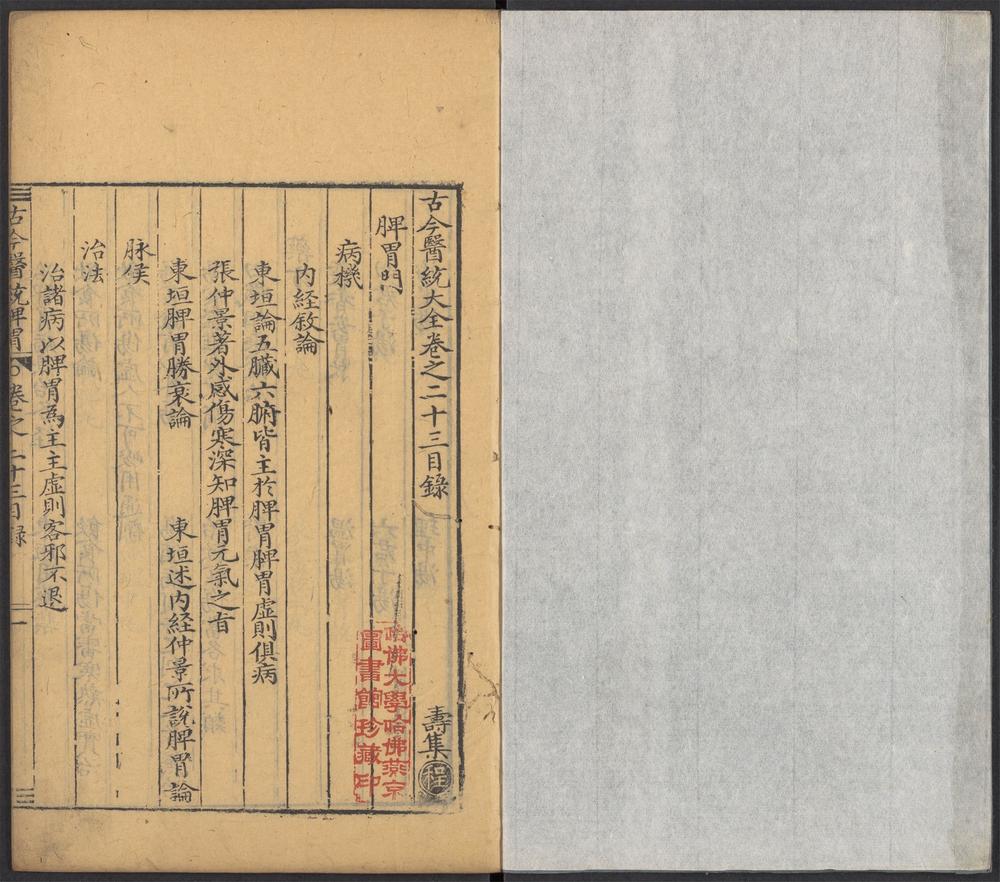 古今醫統大全卷之二十三目錄 壽集 程
脾胃門
病機
內経敘論
東垣論五臟六腑皆主於脾胃脾胃虛則俱病
張仲景著外感傷寒深知脾胃元氣之旨
東垣脾胃勝衰論 東垣述內経仲景所說脾胃論
脉候
治法
治諸病以脾胃爲主主虛則客邪不退
古今醫統脾胃 卷之二十三目録 一
哈佛大學哈佛燕京
圖書館珍藏印